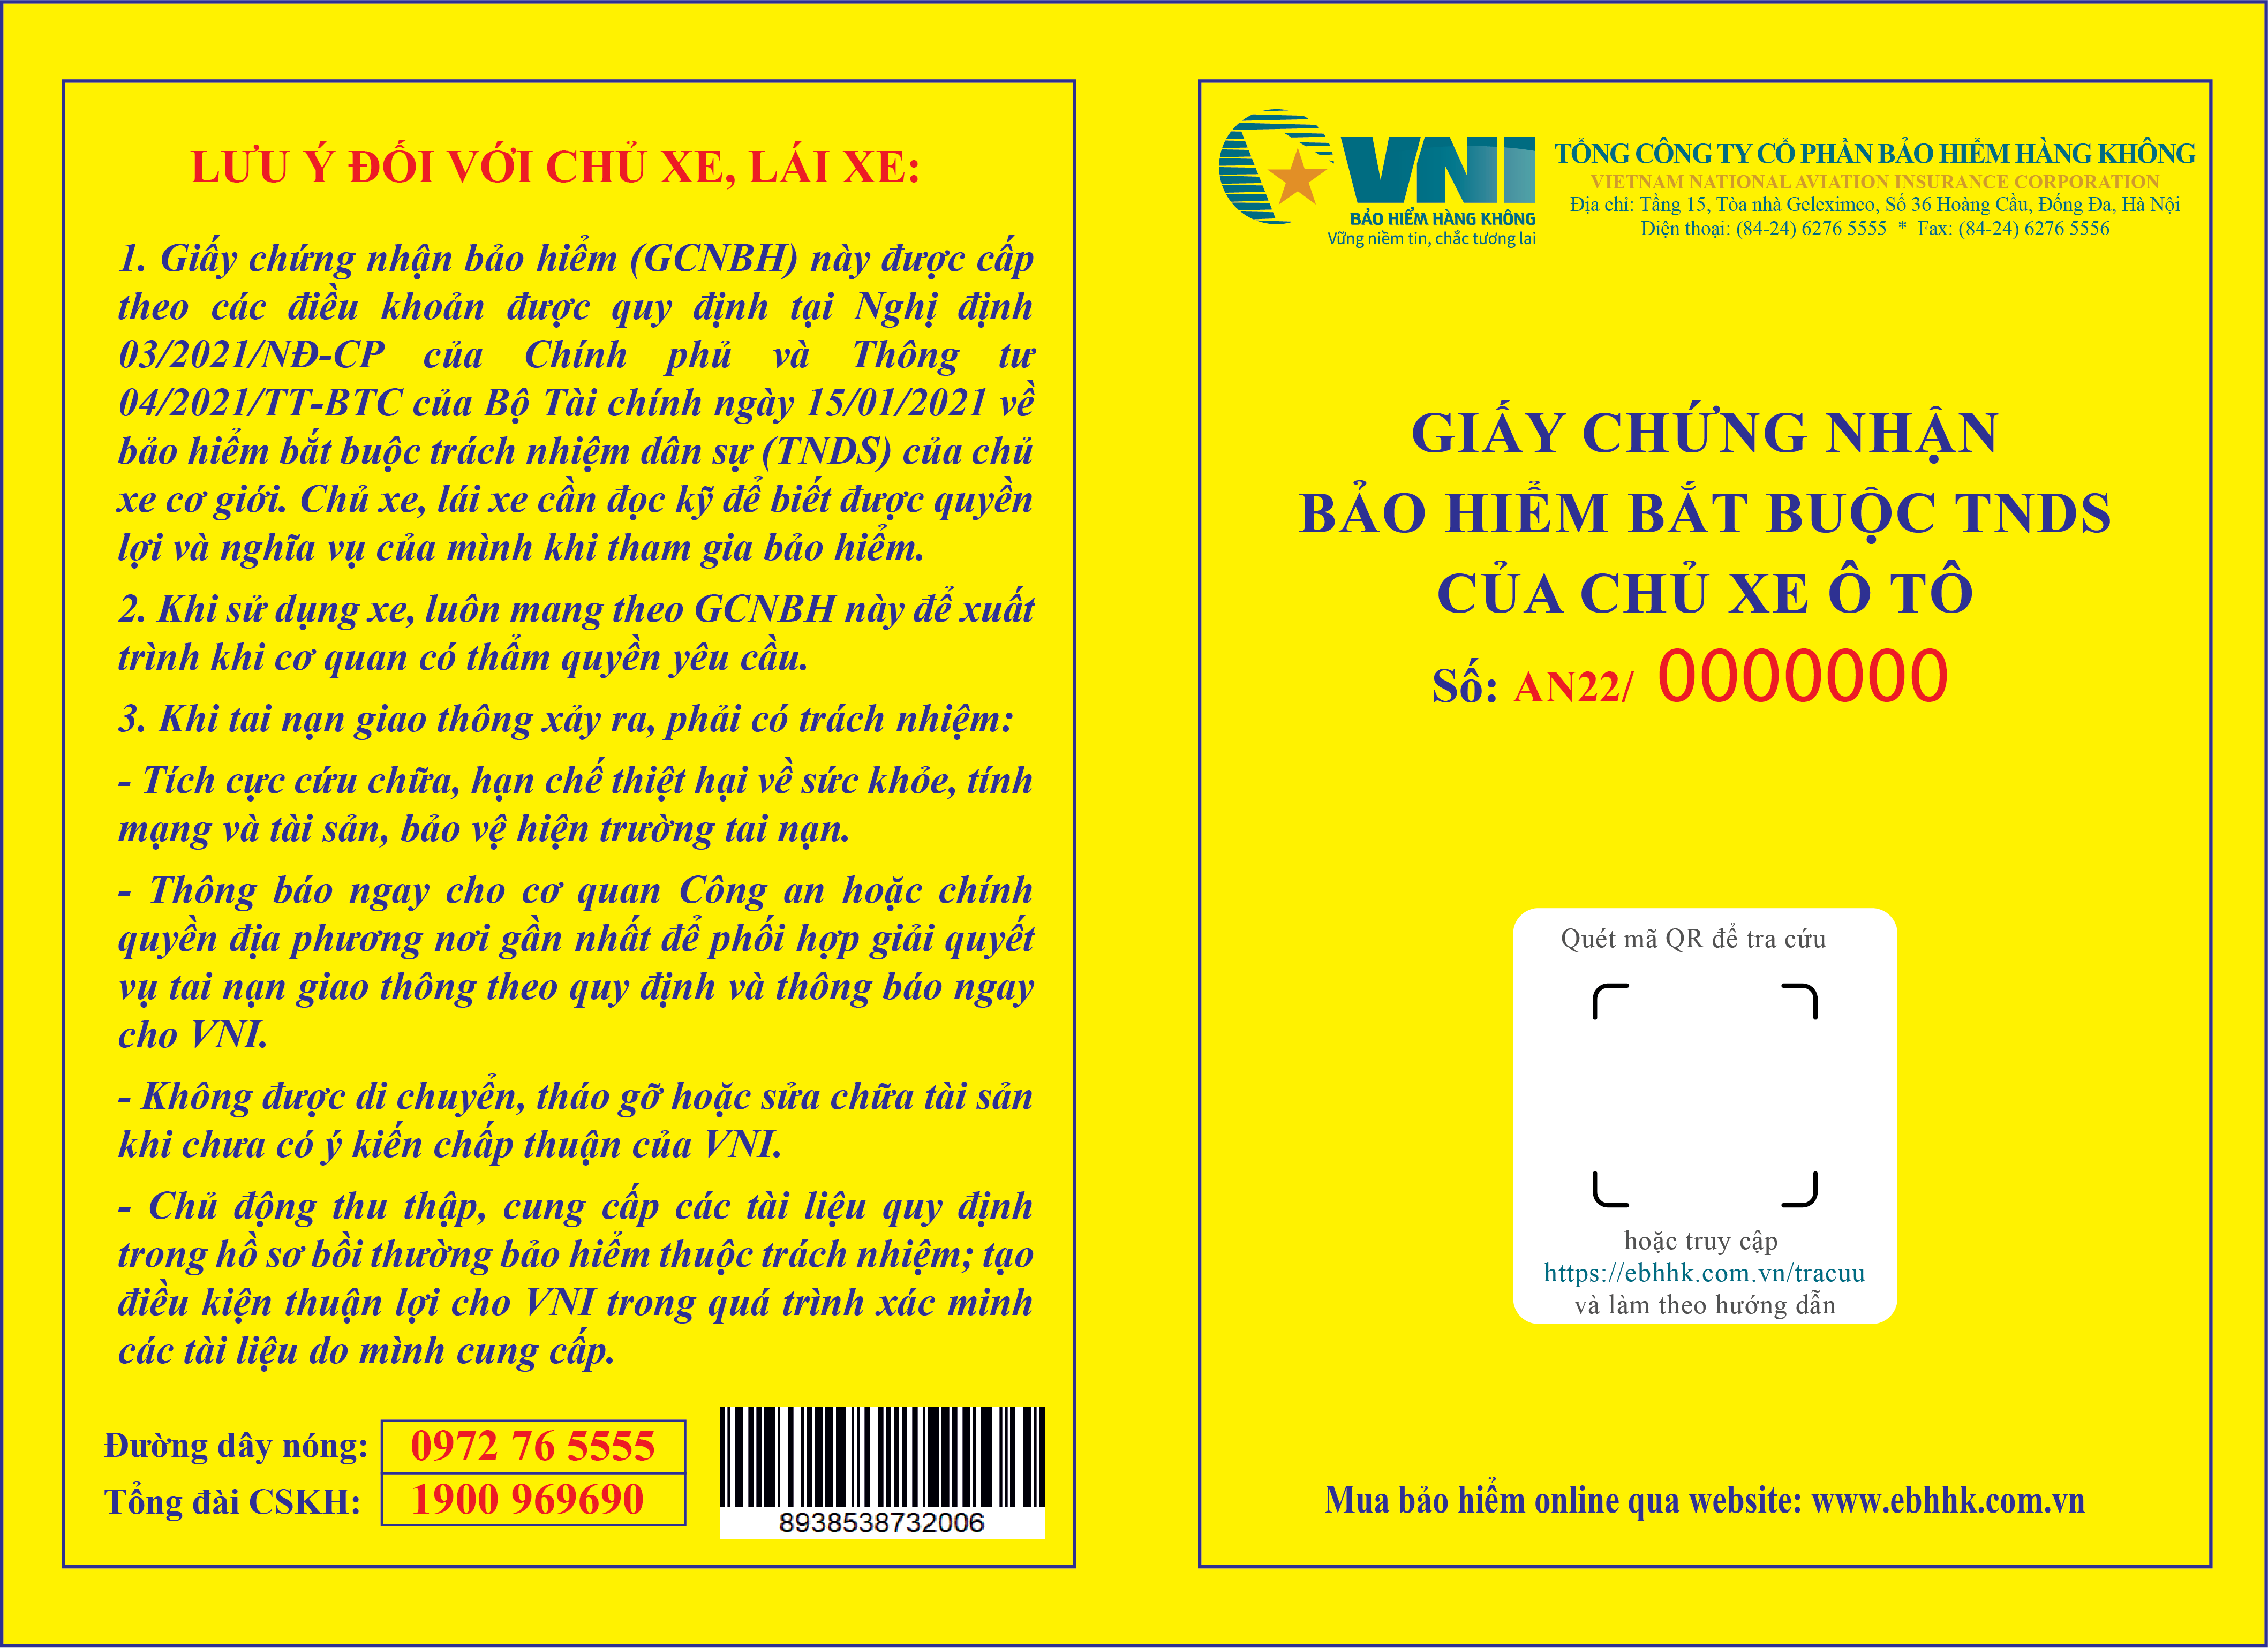 LƯU Ý ĐỐI VỚI CHỦ XE, LÁI XE:
1. Giấy chứng nhận bảo hiểm (GCNBH) này được cấp
theo các điều khoản được quy định tại Nghị định
03/2021/NĐ-CP của Chính phủ và Thông tư
04/2021/TT-BTC của Bộ Tài chính ngày 15/01/2021 về
bảo hiểm bắt buộc trách nhiệm dân sự (TNDS) của chủ
xe cơ giới. Chủ xe, lái xe cần đọc kỹ để biết được quyền
lợi và nghĩa vụ của mình khi tham gia bảo hiểm.
2. Khi sử dụng xe, luôn mang theo GCNBH này để xuất
trình khi cơ quan có thẩm quyền yêu cầu.
3. Khi tai nạn giao thông xảy ra, phải có trách nhiệm:
- Tích cực cứu chữa, hạn chế thiệt hại về sức khỏe, tính
mạng và tài sản, bảo vệ hiện trường tai nạn.
- Thông báo ngay cho cơ quan Công an hoặc chính
quyền địa phương nơi gần nhất để phối hợp giải quyết
vụ tai nạn giao thông theo quy định và thông báo ngay
cho VNI.
- Không được di chuyển, tháo gỡ hoặc sửa chữa tài sản
khi chưa có ý kiến chấp thuận của VNI.
- Chủ động thu thập, cung cấp các tài liệu quy định
trong hồ sơ bồi thường bảo hiểm thuộc trách nhiệm; tạo
điều kiện thuận lợi cho VNI trong quá trình xác minh
các tài liệu do mình cung cấp.
Đường dây nóng: 0972 76 5555
Tổng đài CSKH: 1900 969690
8938538732006
VNI
BẢO HIỂM HÀNG KHÔNG
Vững niềm tin, chắc tương lai
TỔNG CÔNG TY CỔ PHẦN BẢO HIỂM HÀNG KHÔNG
VIETNAM NATIONAL AVIATION INSURANCE CORPORATION
Địa chỉ: Tầng 15, Tòa nhà Geleximco, Số 36 Hoàng Cầu, Đống Đa, Hà Nội
Điện thoại: (84-24) 6276 5555 * Fax: (84-24) 6276 5556
GIẤY CHỨNG NHẬN
BẢO HIỂM BẮT BUỘC TNDS
CỦA CHỦ XE Ô TÔ
Số: AN22/ 0000000
Quét mã QR để tra cứu
hoặc truy cập
https://ebhhk.com.vn/tracuu
và làm theo hướng dẫn
Mua bảo hiểm online qua website: www.ebhhk.com.vn